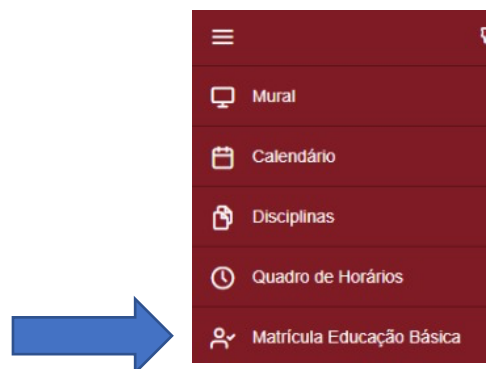 Mural
Calendário
Disciplinas
Quadro de Horários
Matrícula Educação Básica